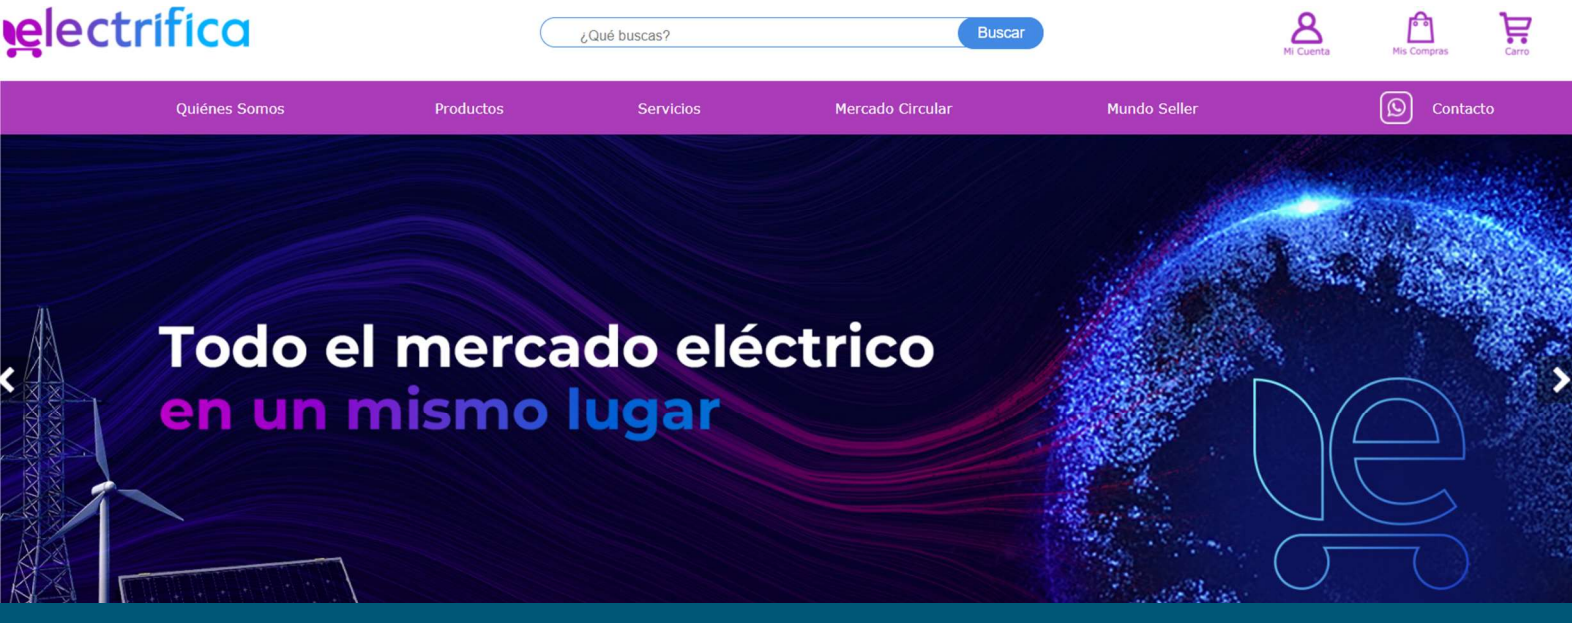 electrifica
¿Qué buscas?
Buscar
Mi Cuenta
Mis Compras
Carro
Quiénes Somos
Productos
Servicios
Mercado Circular
Mundo Seller
Contacto
Todo el mercado eléctrico
en un mismo lugar
e